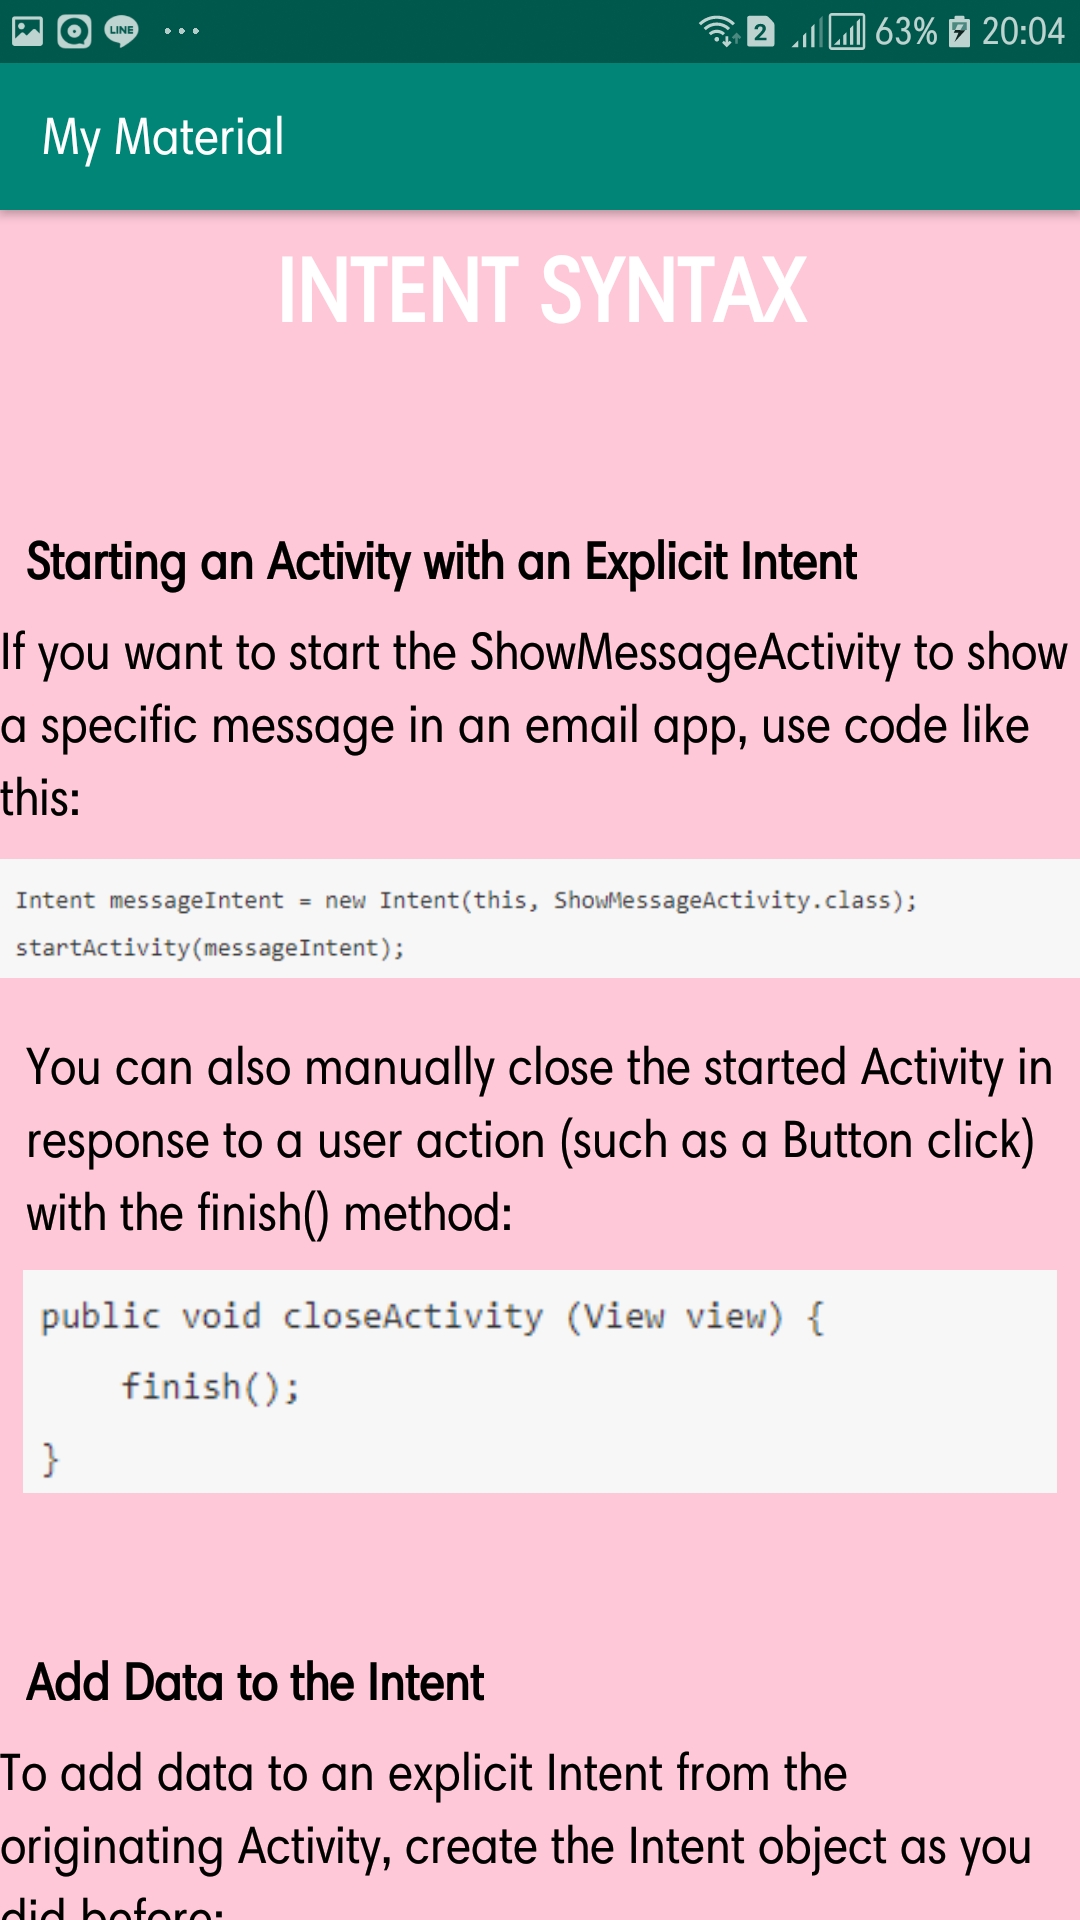 LINE
2
63%
20:04
My Material
INTENT SYNTAX
Starting an Activity with an Explicit Intent
If you want to start the ShowMessageActivity to show
a specific message in an email app, use code like
this:
Intent messageIntent = new Intent(this, ShowMessageActivity.class);
startActivity(messageIntent);
You can also manually close the started Activity in
response to a user action (such as a Button click)
with the finish() method:
public void closeActivity (View view) {
finish();
}
Add Data to the Intent
To add data to an explicit Intent from the
originating Activity, create the Intent object as you
did before: